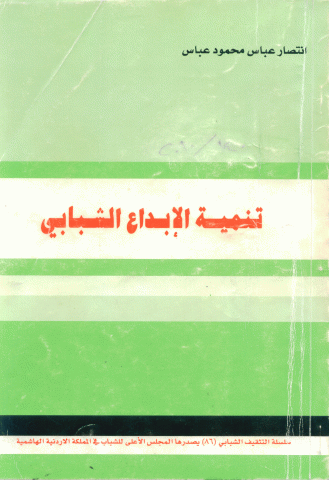 انتصار عباس محمود عباس
تنمية الإبداع الشبابي
سلسلة التثقيف الشبابي (٨٦) يصدرها المجلس الأعلى للشباب في المملكة الاردنية الهاشمية